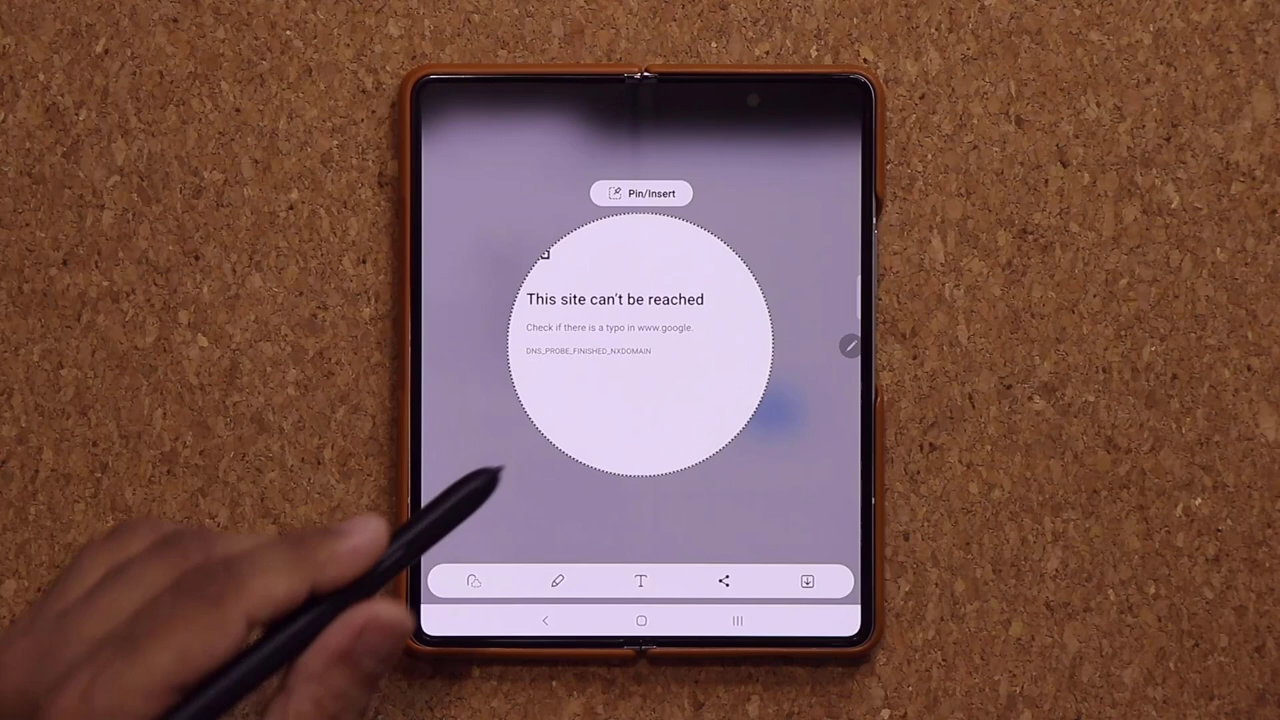 Pin/Insert
This site can't be reached
Check if there is a typo in www.google.
DNS_PROBE_FINISHED_NXDOMAIN
T